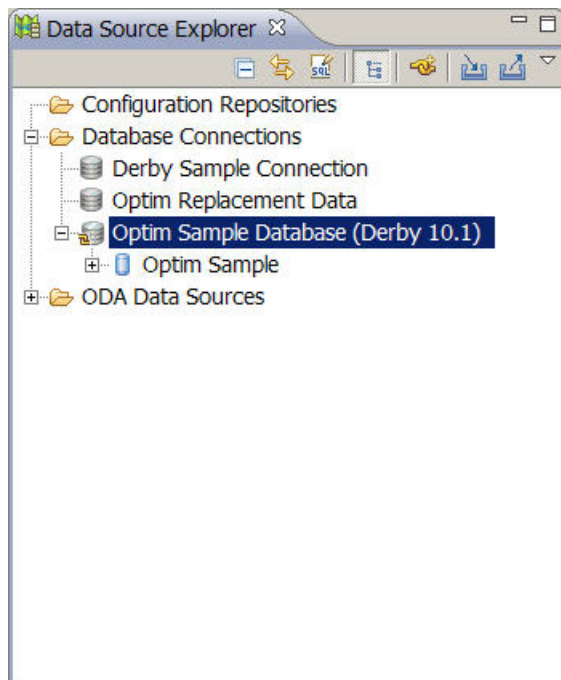 Data Source Explorer
SQL
Configuration Repositories
Database Connections
Derby Sample Connection
Optim Replacement Data
Optim Sample Database (Derby 10.1)
Optim Sample
ODA Data Sources